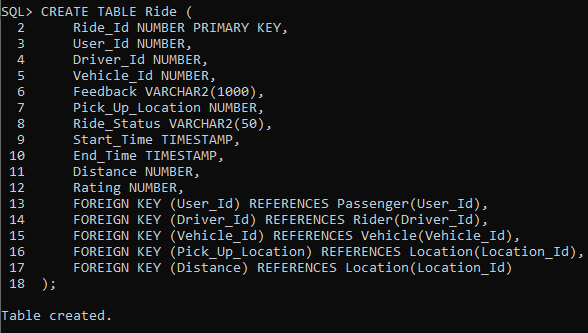 SQL> CREATE TABLE Ride (
  2      Ride_Id NUMBER PRIMARY KEY,
  3      User_Id NUMBER,
  4      Driver_Id NUMBER,
  5      Vehicle_Id NUMBER,
  6      Feedback VARCHAR2(1000),
  7      Pick_Up_Location NUMBER,
  8      Ride_Status VARCHAR2(50),
  9      Start_Time TIMESTAMP,
 10      End_Time TIMESTAMP,
 11      Distance NUMBER,
 12      Rating NUMBER,
 13      FOREIGN KEY (User_Id) REFERENCES Passenger(User_Id),
 14      FOREIGN KEY (Driver_Id) REFERENCES Rider(Driver_Id),
 15      FOREIGN KEY (Vehicle_Id) REFERENCES Vehicle(Vehicle_Id),
 16      FOREIGN KEY (Pick_Up_Location) REFERENCES Location(Location_Id),
 17      FOREIGN KEY (Distance) REFERENCES Location(Location_Id)
 18  );
Table created.